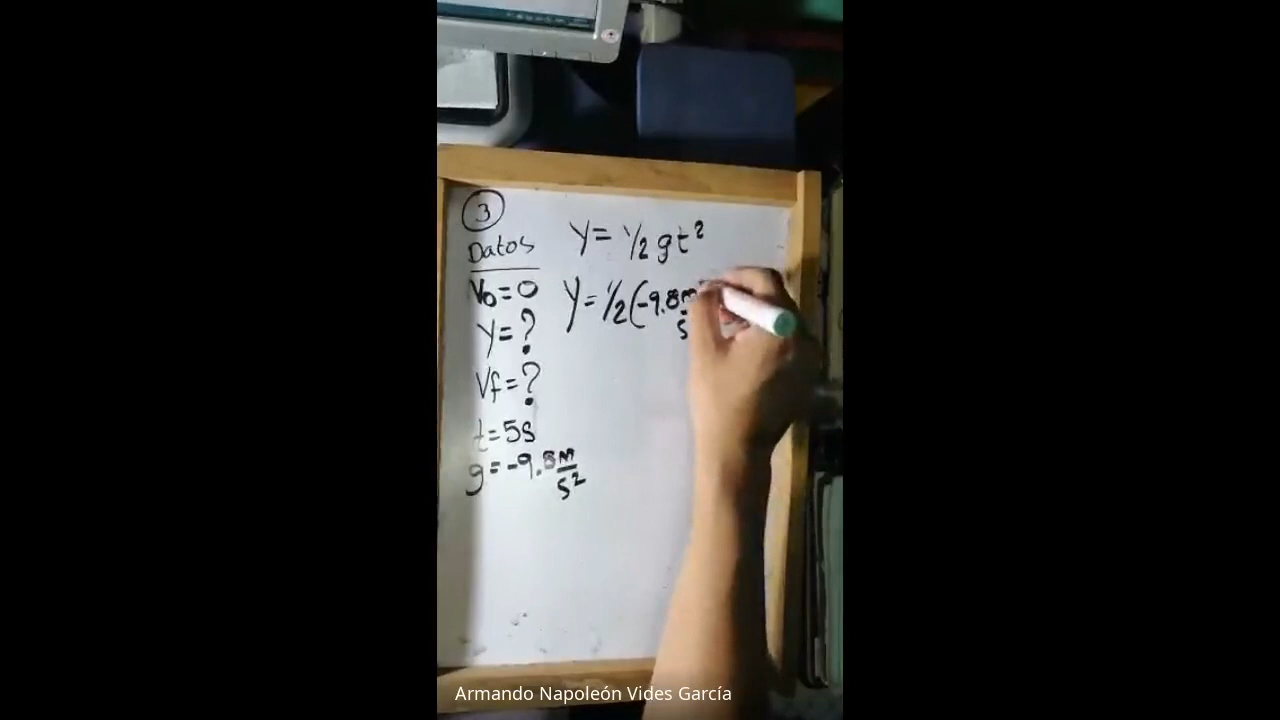 3
Datos
V0=0
y=?
Vf=?
t=5s
g=-9.8 m/s²
y= 1/2 gt²
y= 1/2 (-9.8 m/s
Armando Napoleón Vides García